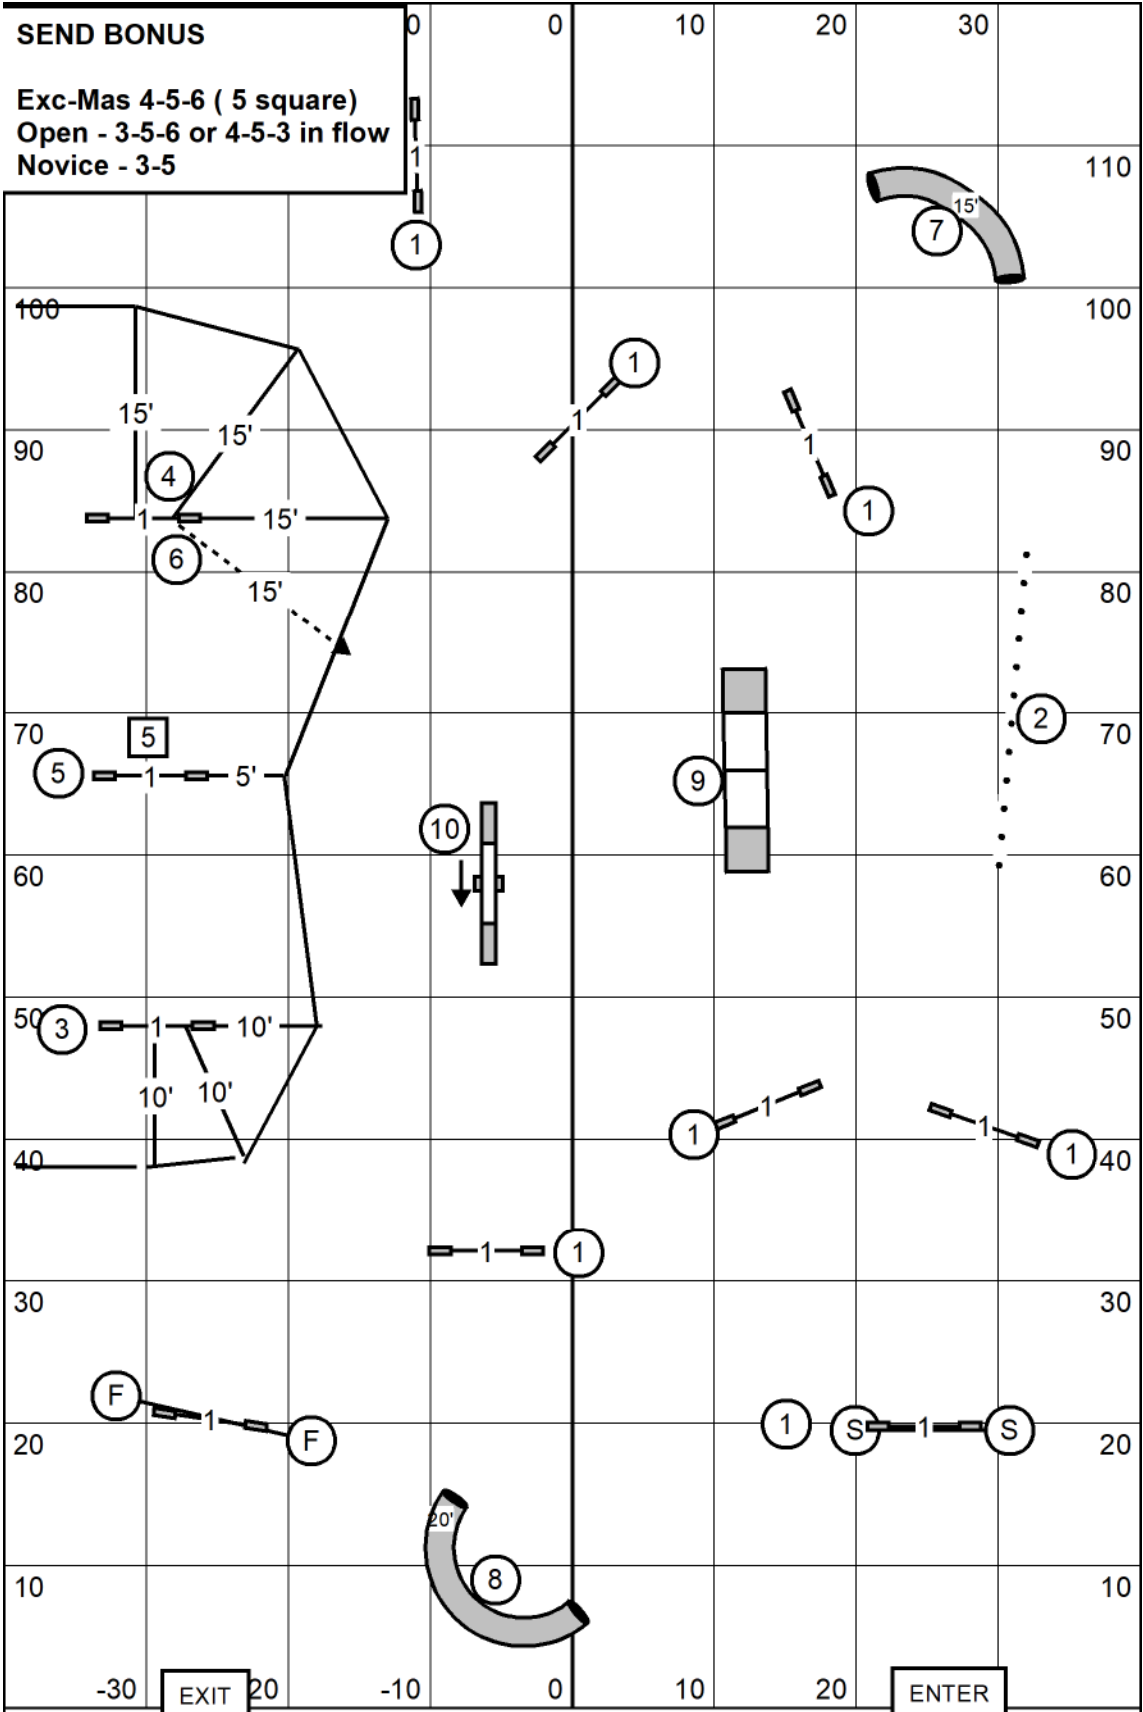 SEND BONUS
Exc-Mas 4-5-6 ( 5 square)
Open - 3-5-6 or 4-5-3 in flow
Novice - 3-5
0 0 10 20 30
1
110
15'
7
1
100 100
1
15'
15'
1
90 1 90
4
1
1 15'
6
80 15' 80
2
70 5 70
5 1 5' 9
10
60 60
50 3 1 10' 50
10' 10'
1
1 1
40 1 40
1 1
30 30
F
1 F
1 S 1 S
20 20
20'
8
10 10
-30 EXIT 20 -10 0 10 20 ENTER